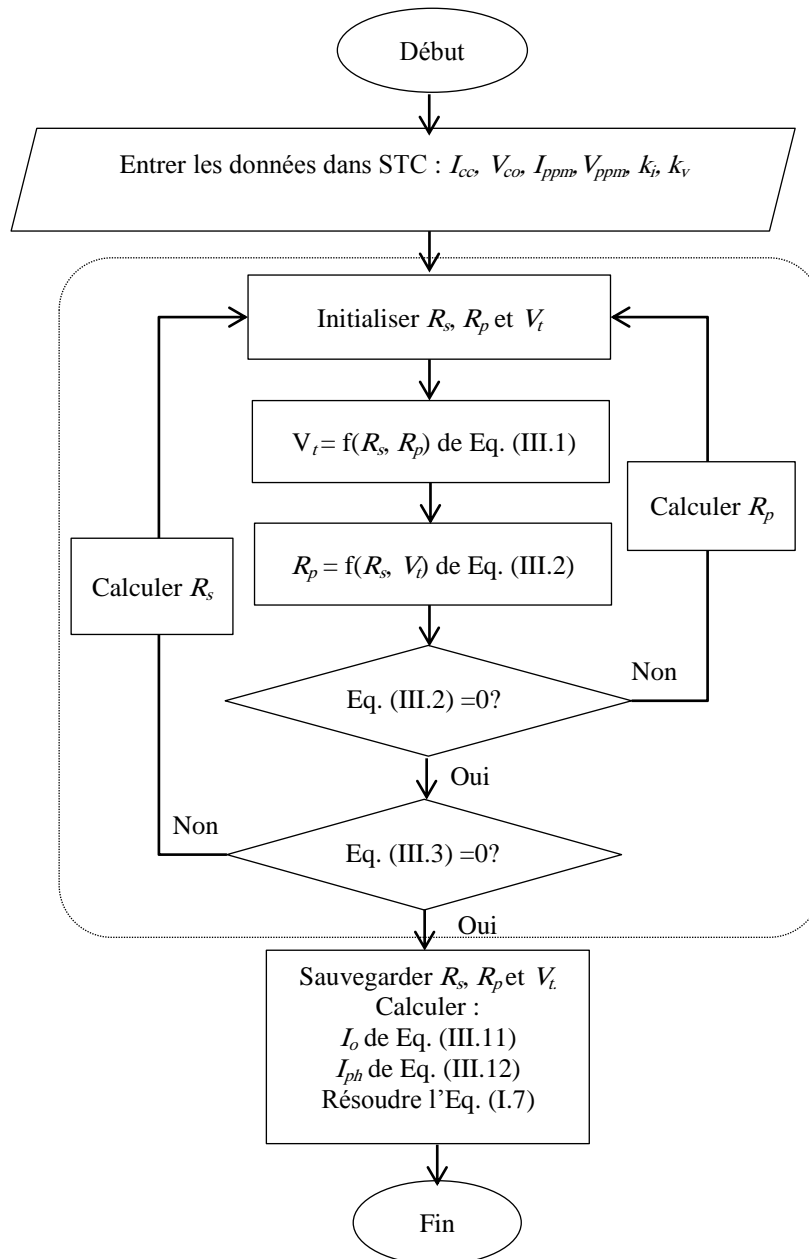 Début
Entrer les données dans STC : Icc, Vco, Ippm, Vppm, ki, kv
Initialiser Rs, Rp et Vt
Vt = f(Rs, Rp) de Eq. (III.1)
Calculer Rp
Rp = f(Rs, Vt) de Eq. (III.2)
Calculer Rs
Non
Eq. (III.2) =0?
Oui
Non
Eq. (III.3) =0?
Oui
Sauvegarder Rs, Rp et Vt.
Calculer :
Io de Eq. (III.11)
Iph de Eq. (III.12)
Résoudre l’Eq. (I.7)
Fin